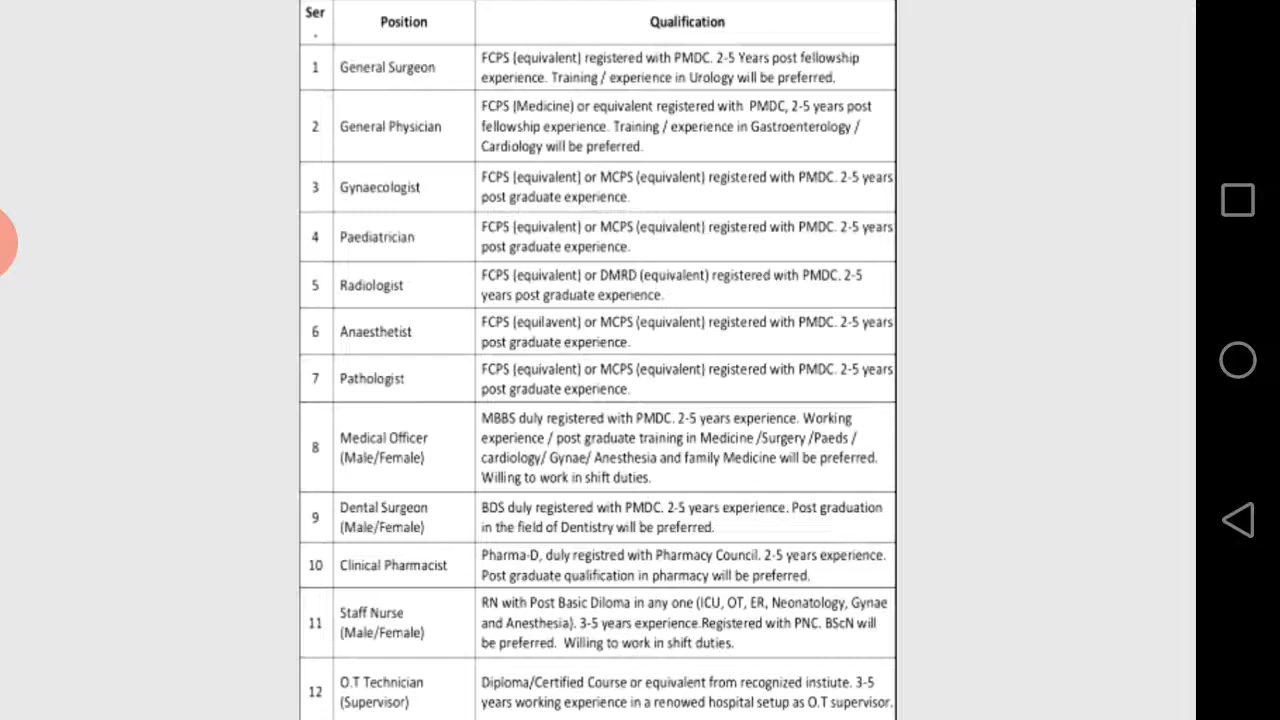 Ser
.
Position
Qualification
1
General Surgeon
FCPS (equivalent) registered with PMDC. 2-5 Years post fellowship
experience. Training / experience in Urology will be preferred.
2
General Physician
FCPS (Medicine) or equivalent registered with PMDC, 2-5 years post
fellowship experience. Training / experience in Gastroenterology /
Cardiology will be preferred.
3
Gynaecologist
FCPS (equivalent) or MCPS (equivalent) registered with PMDC. 2-5 years
post graduate experience.
4
Paediatrician
FCPS (equivalent) or MCPS (equivalent) registered with PMDC. 2-5 years
post graduate experience.
5
Radiologist
FCPS (equivalent) or DMRD (equivalent) registered with PMDC. 2-5
years post graduate experience.
6
Anaesthetist
FCPS (equilavent) or MCPS (equivalent) registered with PMDC. 2-5 years
post graduate experience.
7
Pathologist
FCPS (equivalent) or MCPS (equivalent) registered with PMDC. 2-5 years
post graduate experience.
8
Medical Officer
(Male/Female)
MBBS duly registered with PMDC. 2-5 years experience. Working
experience / post graduate training in Medicine /Surgery /Paeds /
cardiology/ Gynae/ Anesthesia and family Medicine will be preferred.
Willing to work in shift duties.
9
Dental Surgeon
(Male/Female)
BDS duly registered with PMDC. 2-5 years experience. Post graduation
in the field of Dentistry will be preferred.
10
Clinical Pharmacist
Pharma-D, duly registred with Pharmacy Council. 2-5 years experience.
Post graduate qualification in pharmacy will be preferred.
11
Staff Nurse
(Male/Female)
RN with Post Basic Diloma in any one (ICU, OT, ER, Neonatology, Gynae
and Anesthesia). 3-5 years experience.Registered with PNC. BScN will
be preferred. Willing to work in shift duties.
12
O.T Technician
(Supervisor)
Diploma/Certified Course or equivalent from recognized instiute. 3-5
years working experience in a renowed hospital setup as O.T supervisor.